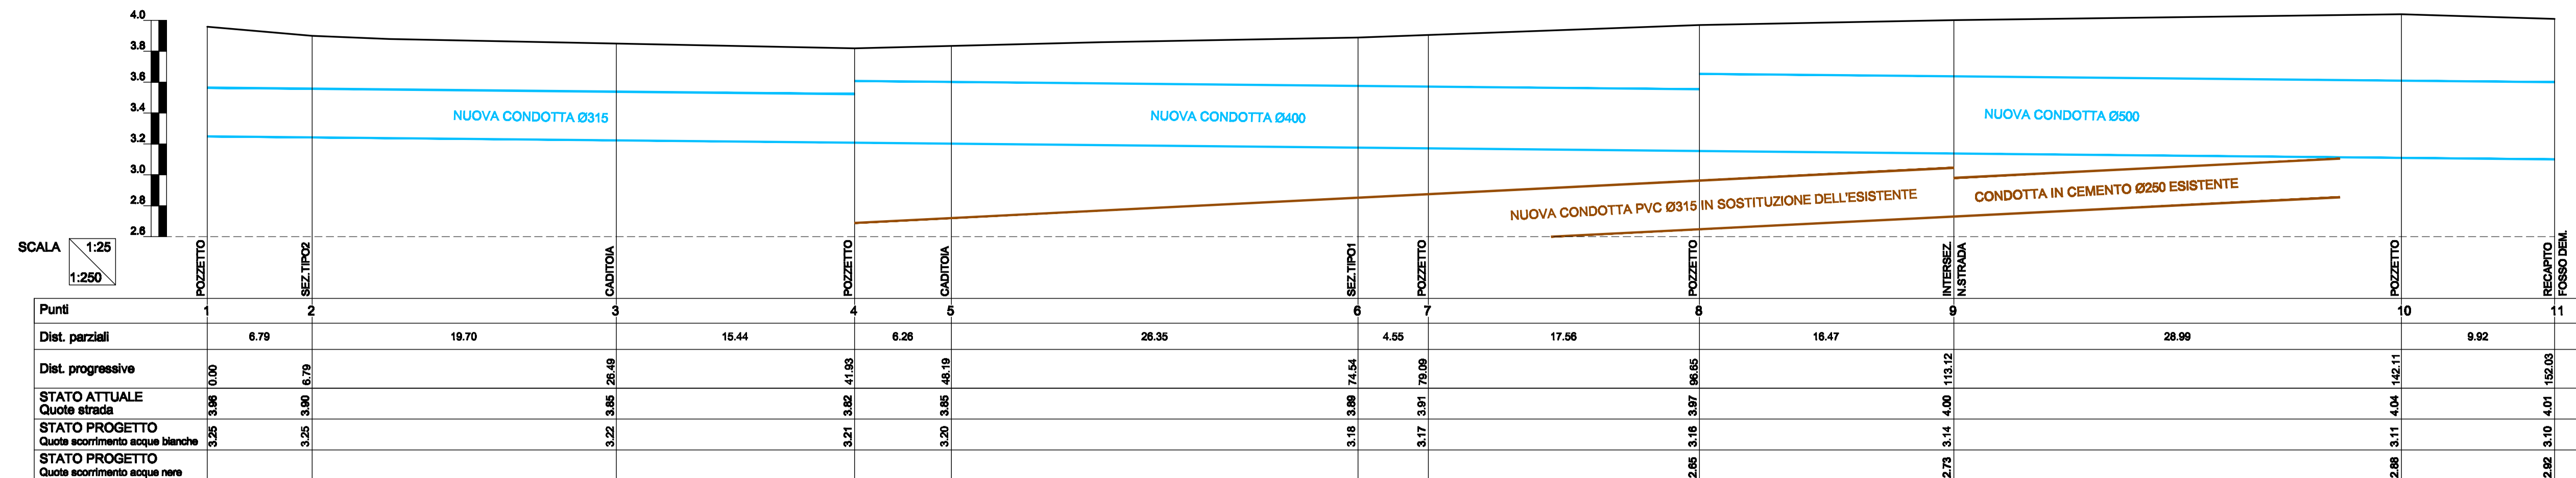 4.0
3.8
3.6
3.4
3.2
3.0
2.8
2.6
NUOVA CONDOTTA Ø315
NUOVA CONDOTTA Ø400
NUOVA CONDOTTA Ø500
NUOVA CONDOTTA PVC Ø315 IN SOSTITUZIONE DELL'ESISTENTE
CONDOTTA IN CEMENTO Ø250 ESISTENTE
SCALA 1:25
1:250
POZZETTO
SEZ.TIPO2
CADITOIA
POZZETTO
CADITOIA
SEZ.TIPO1
POZZETTO
POZZETTO
INTERSEZ.
N.STRADA
POZZETTO
RECAPITO
FOSSO DEM.
Punti 1 2 3 4 5 6 7 8 9 10 11
Dist. parziali 6.79 19.70 15.44 6.26 26.35 4.55 17.56 16.47 28.99 9.92
Dist. progressive 0.00 6.79 26.49 41.93 48.19 74.54 79.09 96.65 113.12 142.11 152.03
STATO ATTUALE
Quote strada 3.96 3.90 3.85 3.82 3.85 3.89 3.91 3.97 4.00 4.04 4.01
STATO PROGETTO
Quote scorrimento acque bianche 3.25 3.25 3.22 3.21 3.20 3.18 3.17 3.16 3.14 3.11 3.10
STATO PROGETTO
Quote scorrimento acque nere 2.65 2.73 2.88 2.92